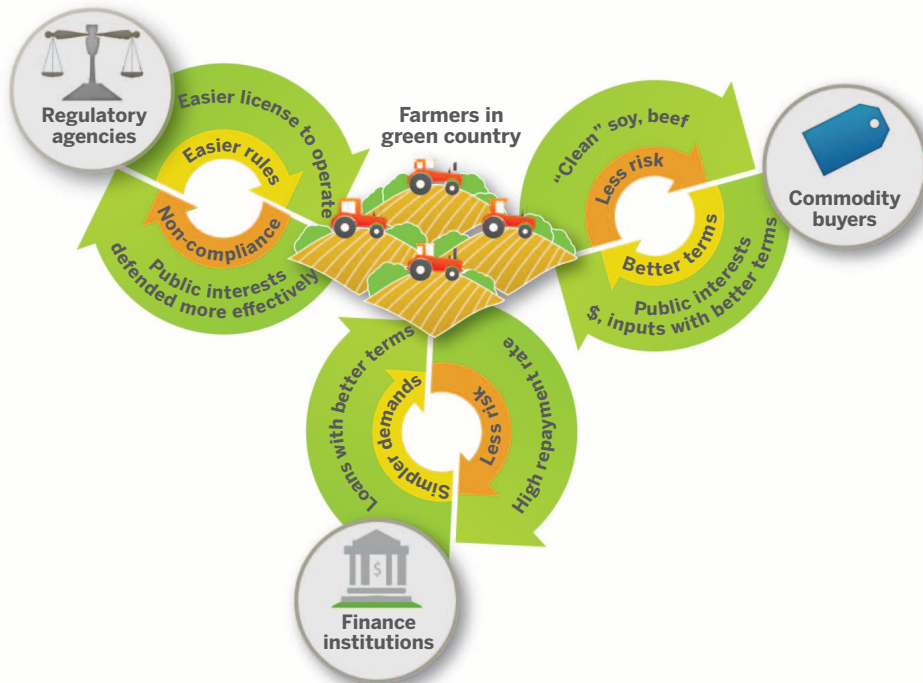 Regulatory
agencies
Easier license to operate
Easier rules
Non-compliance
Public interests
defended more effectively
Farmers in
green country
"Clean" soy, beef
Less risk
Better terms
Public interests
$, inputs with better terms
Commodity
buyers
Loans with better terms
Simpler demands
Less risk
High repayment rate
$
Finance
institutions